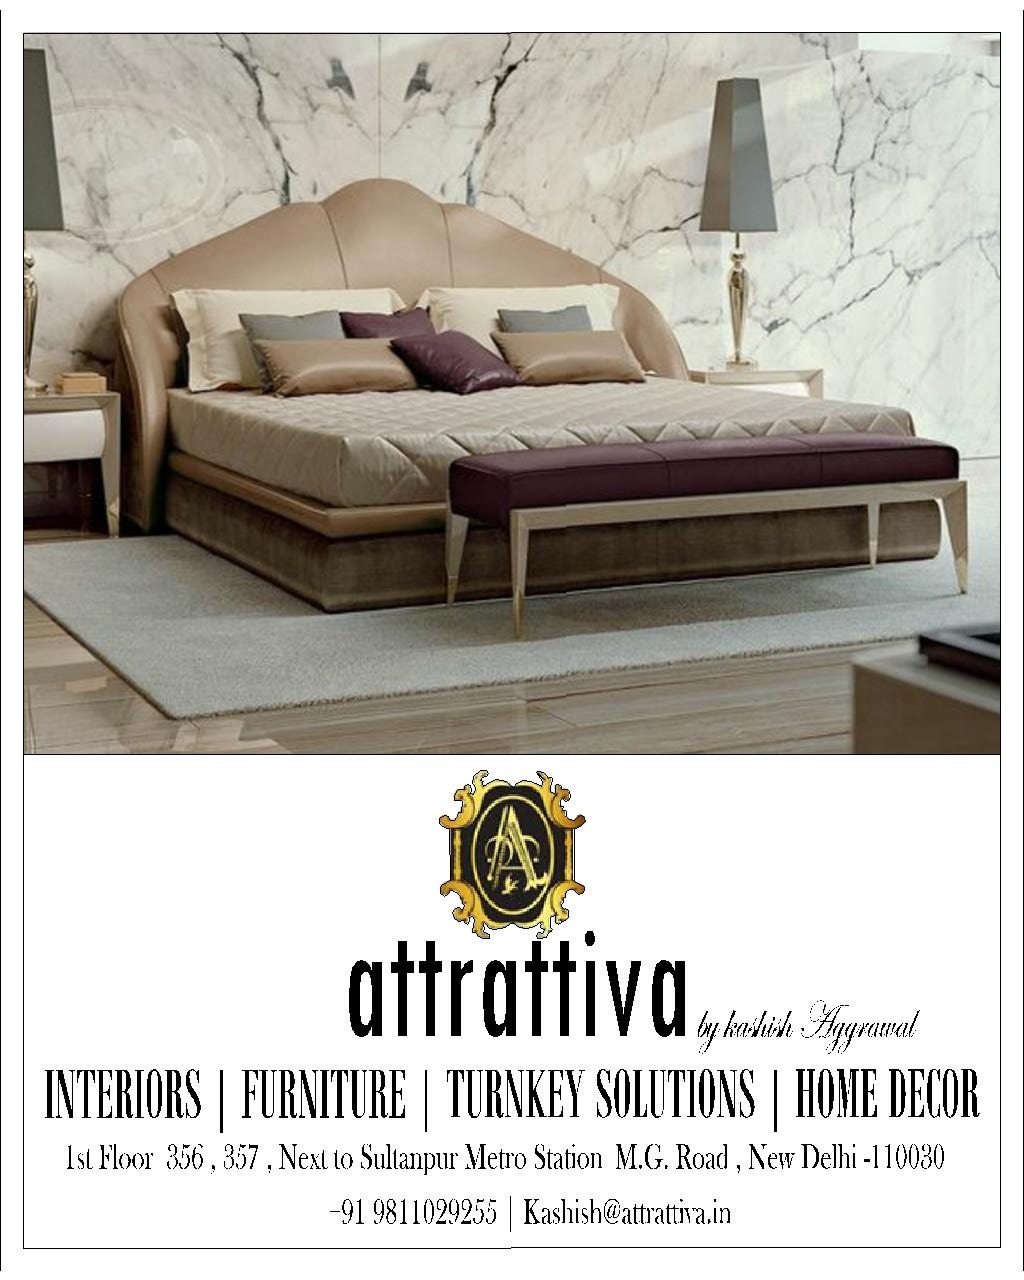 attrattiva by kashish Aggrawal
INTERIORS | FURNITURE | TURNKEY SOLUTIONS | HOME DECOR
1st Floor 356 , 357 , Next to Sultanpur Metro Station M.G. Road , New Delhi -110030
+91 9811029255 | Kashish@attrattiva.in